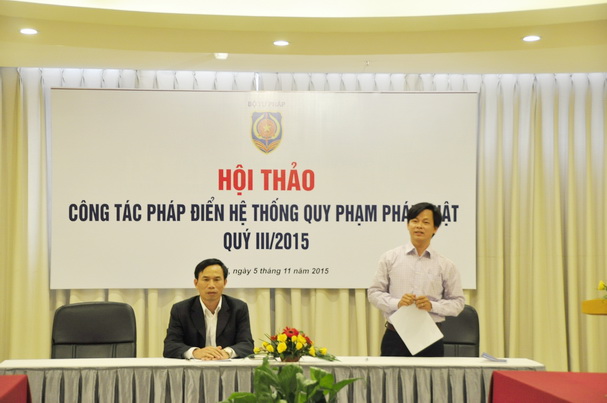 HỘI THẢO
CÔNG TÁC PHÁP ĐIỂN HỆ THỐNG QUY PHẠM
QUÝ III/2015
, ngày 5 tháng 11 năm 2015